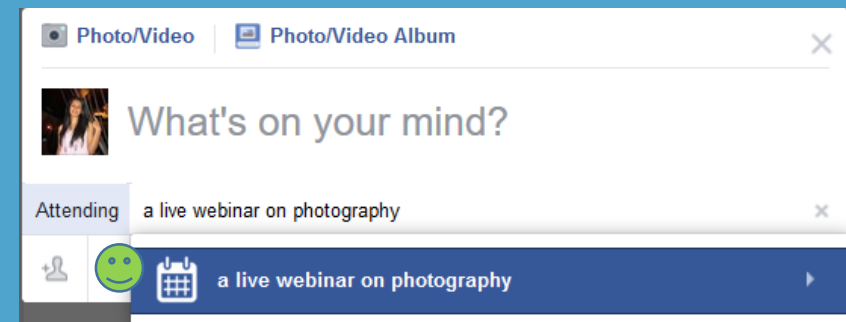 Photo/Video Photo/Video Album
What's on your mind?
Attending a live webinar on photography
a live webinar on photography